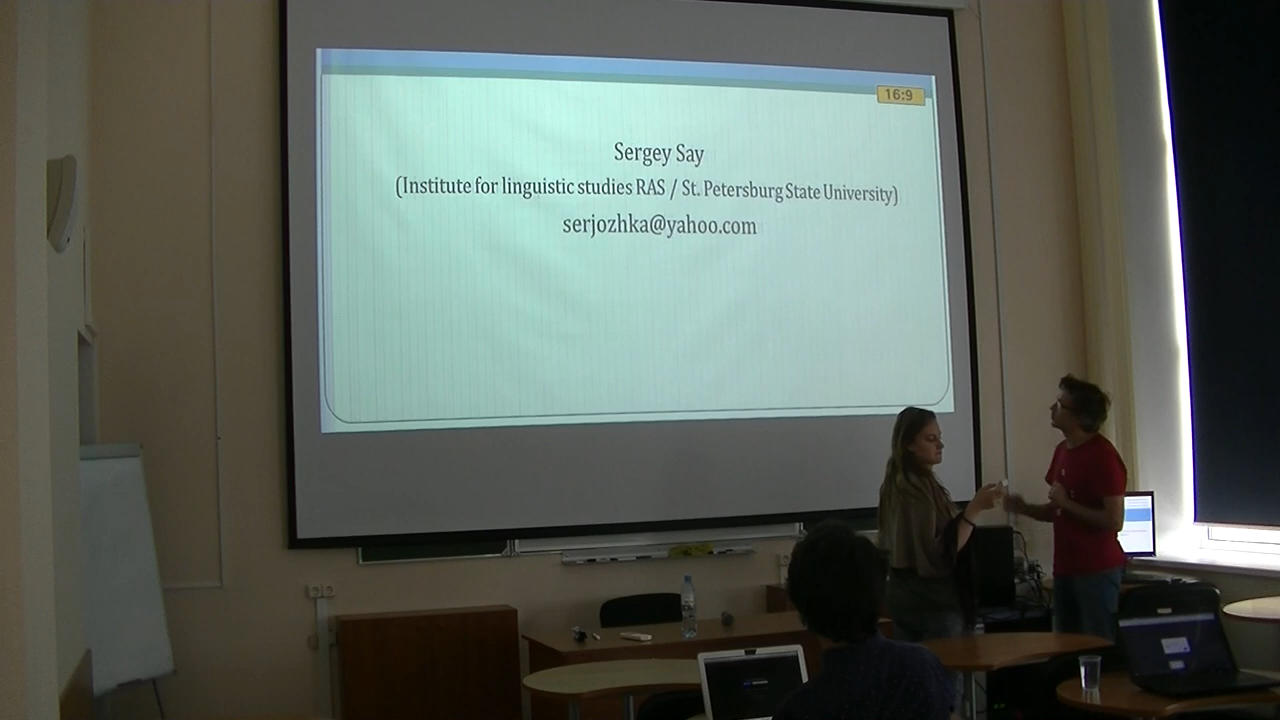 16:9
Sergey Say
(Institute for linguistic studies RAS / St. Petersburg State University)
serjozhka@yahoo.com